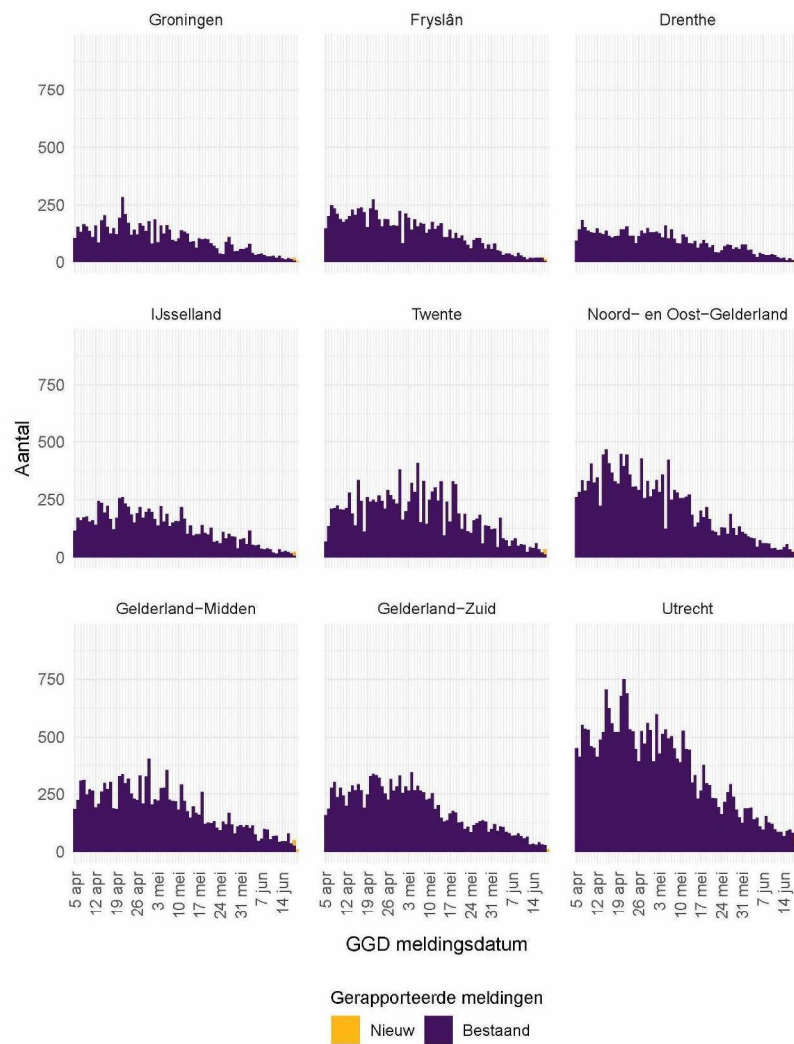 Groningen
Fryslân
Drenthe
750
500
250
0
IJsselland
Twente
Noord− en Oost−Gelderland
750
500
250
0
Aantal
Gelderland−Midden
Gelderland−Zuid
Utrecht
750
500
250
0
5 apr
12 apr
19 apr
26 apr
3 mei
10 mei
17 mei
24 mei
31 mei
7 jun
14 jun
5 apr
12 apr
19 apr
26 apr
3 mei
10 mei
17 mei
24 mei
31 mei
7 jun
14 jun
5 apr
12 apr
19 apr
26 apr
3 mei
10 mei
17 mei
24 mei
31 mei
7 jun
14 jun
GGD meldingsdatum
Gerapporteerde meldingen
Nieuw
Bestaand